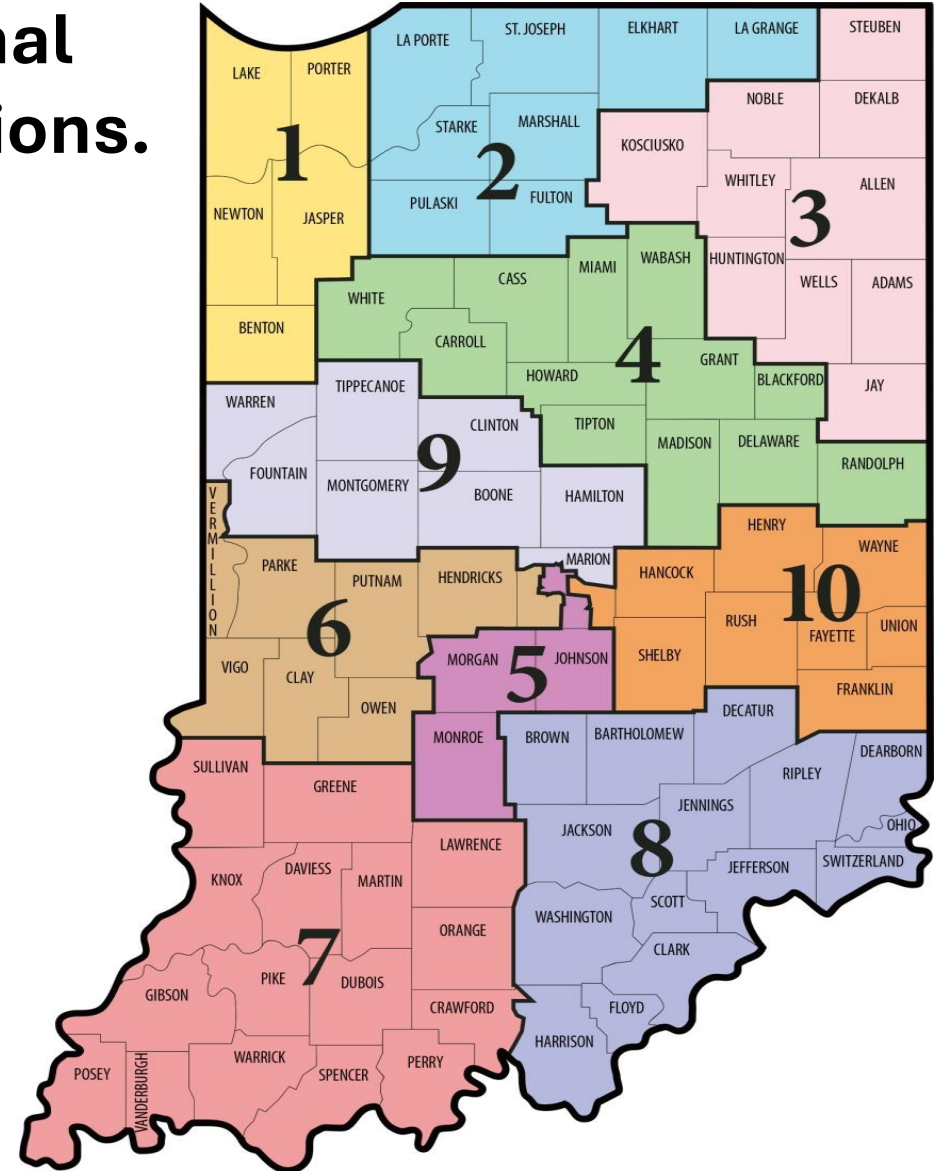 nal
ions.
LA PORTE
ST. JOSEPH
ELKHART
LA GRANGE
STEUBEN
LAKE
PORTER
NOBLE
DEKALB
STARKE
MARSHALL
KOSCIUSKO
1
2
WHITLEY
ALLEN
NEWTON
JASPER
PULASKI
FULTON
3
MIAMI
WABASH
HUNTINGTON
CASS
WELLS
ADAMS
WHITE
BENTON
CARROLL
4
GRANT
HOWARD
BLACKFORD
JAY
TIPPECANOE
WARREN
CLINTON
TIPTON
MADISON
DELAWARE
9
RANDOLPH
FOUNTAIN
MONTGOMERY
BOONE
HAMILTON
VERMILLION
HENRY
WAYNE
MARION
PARKE
PUTNAM
HENDRICKS
HANCOCK
10
6
RUSH
FAYETTE
UNION
VIGO
CLAY
MORGAN
5
JOHNSON
SHELBY
FRANKLIN
OWEN
MONROE
BROWN
BARTHOLOMEW
DECATUR
DEARBORN
SULLIVAN
GREENE
RIPLEY
JENNINGS
OHIO
JACKSON
8
LAWRENCE
JEFFERSON
SWITZERLAND
KNOX
DAVIESS
MARTIN
SCOTT
WASHINGTON
ORANGE
7
CLARK
PIKE
DUBOIS
GIBSON
CRAWFORD
FLOYD
HARRISON
WARRICK
PERRY
POSEY
VANDERBURGH
SPENCER